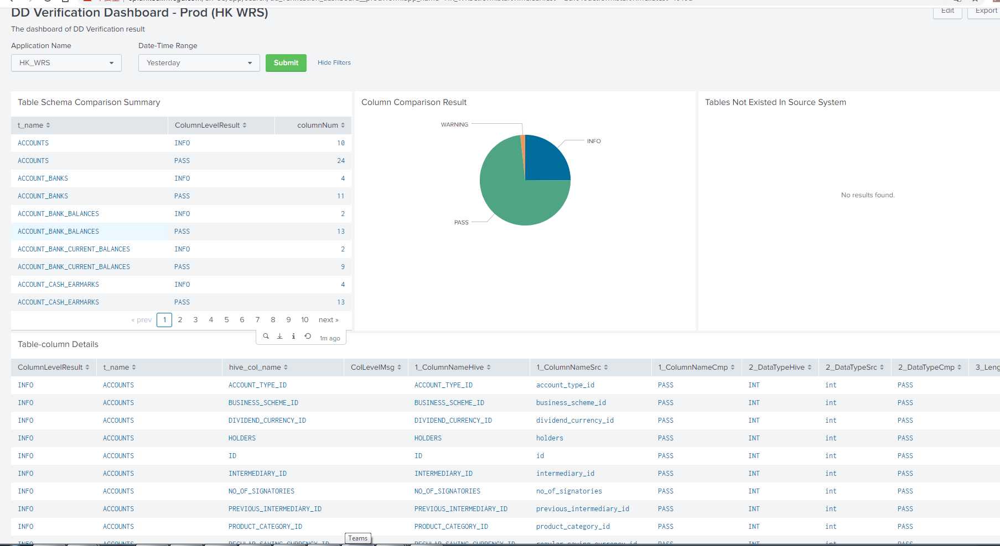 DD Verification Dashboard - Prod (HK WRS)
Edit
Export
The dashboard of DD Verification result
Application Name
Date-Time Range
HK_WRS
Yesterday
Submit
Hide Filters
Table Schema Comparison Summary
t_name ColumnLevelResult columnNum
ACCOUNTS INFO 10
ACCOUNTS PASS 24
ACCOUNT_BANKS INFO 4
ACCOUNT_BANKS PASS 11
ACCOUNT_BANK_BALANCES INFO 2
ACCOUNT_BANK_BALANCES PASS 13
ACCOUNT_BANK_CURRENT_BALANCES INFO 2
ACCOUNT_BANK_CURRENT_BALANCES PASS 9
ACCOUNT_CASH_EARMARKS INFO 4
ACCOUNT_CASH_EARMARKS PASS 13
« prev 1 2 3 4 5 6 7 8 9 10 next »
1m ago
Column Comparison Result
WARNING
INFO
PASS
Tables Not Existed In Source System
No results found.
Table-column Details
ColumnLevelResult t_name hive_col_name ColLevelMsg 1_ColumnNameHive 1_ColumnNameSrc 1_ColumnNameCmp 2_DataTypeHive 2_DataTypeSrc 2_DataTypeCmp 3_Leng
INFO ACCOUNTS ACCOUNT_TYPE_ID ACCOUNT_TYPE_ID account_type_id PASS INT int PASS
INFO ACCOUNTS BUSINESS_SCHEME_ID BUSINESS_SCHEME_ID business_scheme_id PASS INT int PASS
INFO ACCOUNTS DIVIDEND_CURRENCY_ID DIVIDEND_CURRENCY_ID dividend_currency_id PASS INT int PASS
INFO ACCOUNTS HOLDERS HOLDERS holders PASS INT int PASS
INFO ACCOUNTS ID ID id PASS INT int PASS
INFO ACCOUNTS INTERMEDIARY_ID INTERMEDIARY_ID intermediary_id PASS INT int PASS
INFO ACCOUNTS NO_OF_SIGNATORIES NO_OF_SIGNATORIES no_of_signatories PASS INT int PASS
INFO ACCOUNTS PREVIOUS_INTERMEDIARY_ID PREVIOUS_INTERMEDIARY_ID previous_intermediary_id PASS INT int PASS
INFO ACCOUNTS PRODUCT_CATEGORY_ID PRODUCT_CATEGORY_ID product_category_id PASS INT int PASS
INFO ACCOUNTS REGULAR_SAVING_CURRENCY_ID REGULAR_SAVING_CURRENCY_ID regular_saving_currency_id PASS INT int PASS
Teams